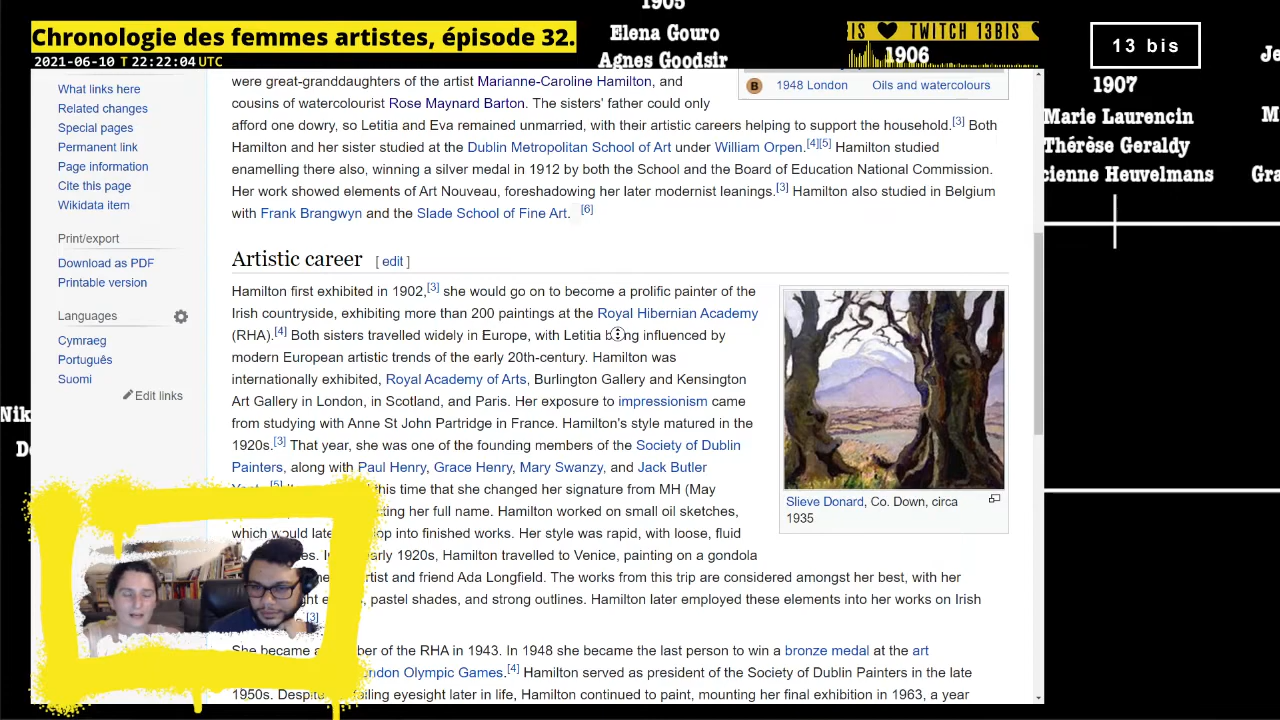 1905
Elena Gouro
Agnes Goodsir
Chronologie des femmes artistes, épisode 32.
2021-06-10 T 22:22:04 UTC
IS ♥ TWITCH 13BIS
1906
13 bis
1907
Marie Laurencin
Thérèse Geraldy
cienne Heuvelmans
Je
M
Gra
Nik
De
What links here
Related changes
Special pages
Permanent link
Page information
Cite this page
Wikidata item
Print/export
Download as PDF
Printable version
Languages
Cymraeg
Português
Suomi
Edit links
B 1948 London Oils and watercolours
were great-granddaughters of the artist Marianne-Caroline Hamilton, and
cousins of watercolourist Rose Maynard Barton. The sisters' father could only
afford one dowry, so Letitia and Eva remained unmarried, with their artistic careers helping to support the household.[3] Both
Hamilton and her sister studied at the Dublin Metropolitan School of Art under William Orpen.[4][5] Hamilton studied
enamelling there also, winning a silver medal in 1912 by both the School and the Board of Education National Commission.
Her work showed elements of Art Nouveau, foreshadowing her later modernist leanings.[3] Hamilton also studied in Belgium
with Frank Brangwyn and the Slade School of Fine Art. [6]
Artistic career [ edit ]
Hamilton first exhibited in 1902,[3] she would go on to become a prolific painter of the
Irish countryside, exhibiting more than 200 paintings at the Royal Hibernian Academy
(RHA).[4] Both sisters travelled widely in Europe, with Letitia being influenced by
modern European artistic trends of the early 20th-century. Hamilton was
internationally exhibited, Royal Academy of Arts, Burlington Gallery and Kensington
Art Gallery in London, in Scotland, and Paris. Her exposure to impressionism came
from studying with Anne St John Partridge in France. Hamilton's style matured in the
1920s.[3] That year, she was one of the founding members of the Society of Dublin
Painters, along with Paul Henry, Grace Henry, Mary Swanzy, and Jack Butler
[5] this time that she changed her signature from MH (May
ting her full name. Hamilton worked on small oil sketches,
which would late op into finished works. Her style was rapid, with loose, fluid
es. I arly 1920s, Hamilton travelled to Venice, painting on a gondola
rtist and friend Ada Longfield. The works from this trip are considered amongst her best, with her
ght e , pastel shades, and strong outlines. Hamilton later employed these elements into her works on Irish
[3]
She became a ber of the RHA in 1943. In 1948 she became the last person to win a bronze medal at the art
ondon Olympic Games.[4] Hamilton served as president of the Society of Dublin Painters in the late
1950s. Despite failing eyesight later in life, Hamilton continued to paint, mounting her final exhibition in 1963, a year
Slieve Donard, Co. Down, circa
1935